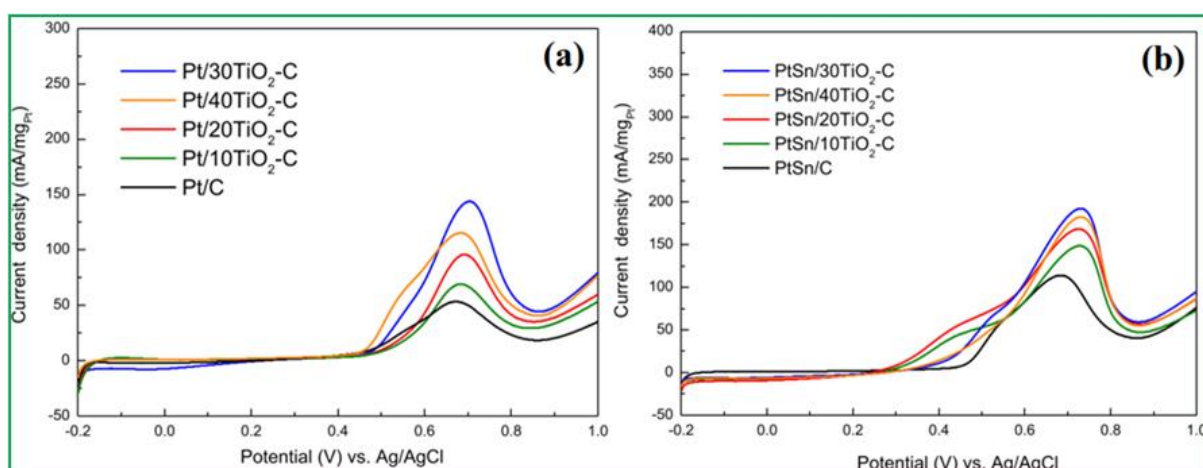 (a)
Pt/30TiO2-C
Pt/40TiO2-C
Pt/20TiO2-C
Pt/10TiO2-C
Pt/C
Current density (mA/mgPt)
300
250
200
150
100
50
0
-50
-0.2 0.0 0.2 0.4 0.6 0.8 1.0
Potential (V) vs. Ag/AgCl
(b)
PtSn/30TiO2-C
PtSn/40TiO2-C
PtSn/20TiO2-C
PtSn/10TiO2-C
PtSn/C
Current density (mA/mgPt)
400
350
300
250
200
150
100
50
0
-50
-0.2 0.0 0.2 0.4 0.6 0.8 1.0
Potential (V) vs. Ag/AgCl